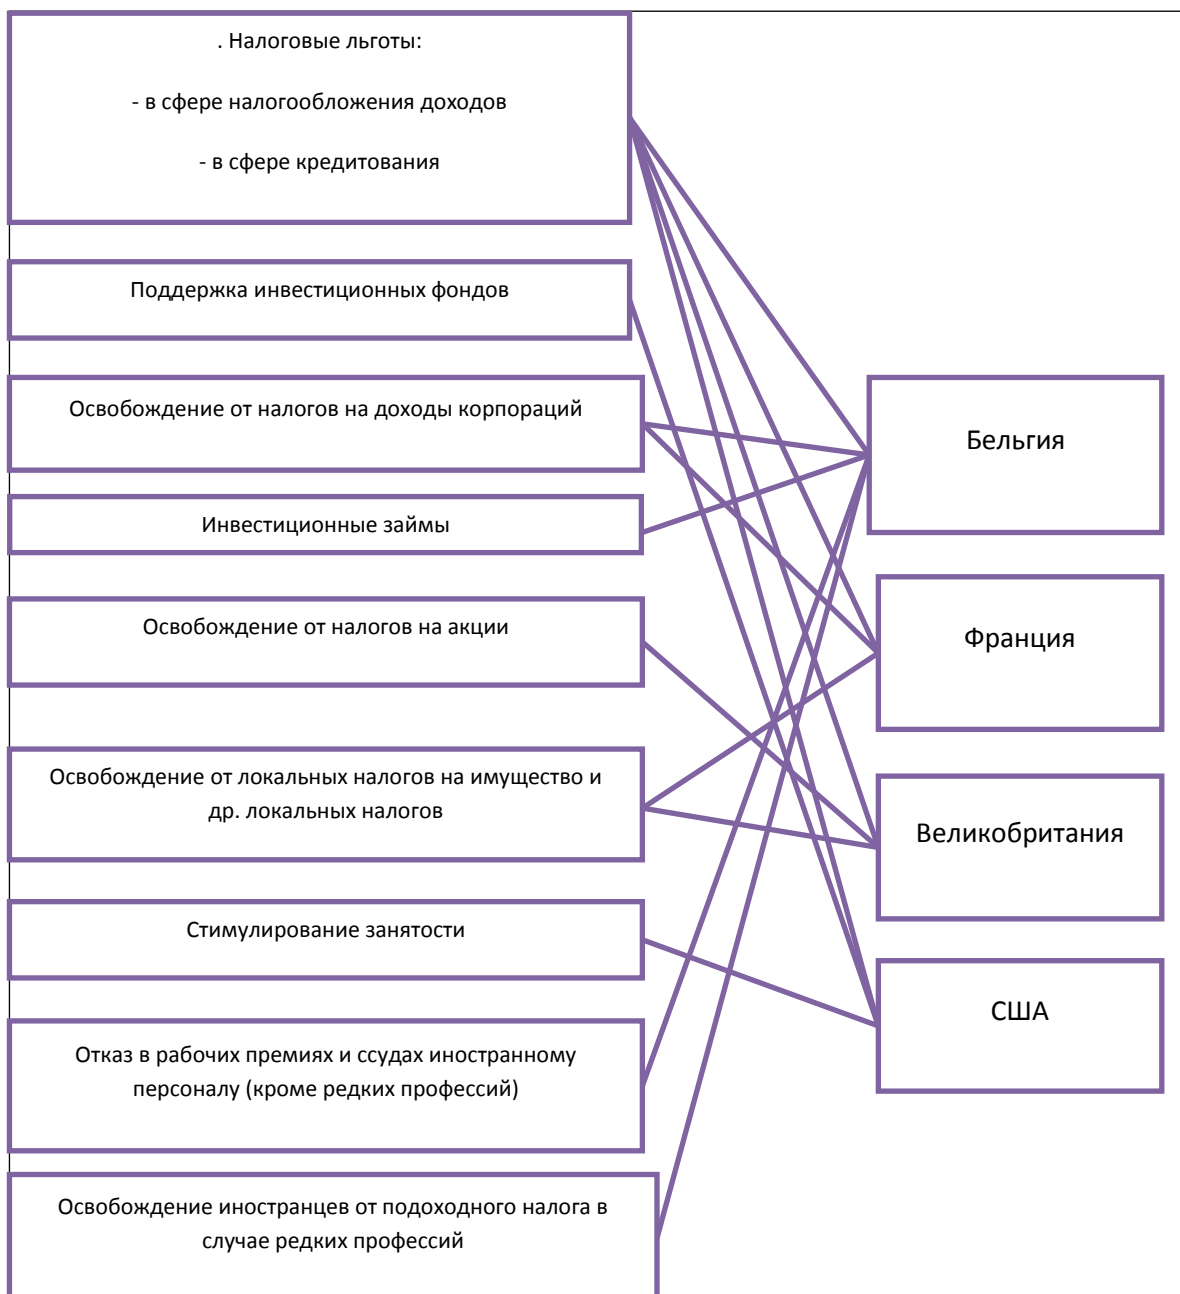 . Налоговые льготы:
- в сфере налогообложения доходов
- в сфере кредитования
Поддержка инвестиционных фондов
Освобождение от налогов на доходы корпораций
Инвестиционные займы
Освобождение от налогов на акции
Освобождение от локальных налогов на имущество и
др. локальных налогов
Стимулирование занятости
Отказ в рабочих премиях и ссудах иностранному
персоналу (кроме редких профессий)
Освобождение иностранцев от подоходного налога в
случае редких профессий
Бельгия
Франция
Великобритания
США